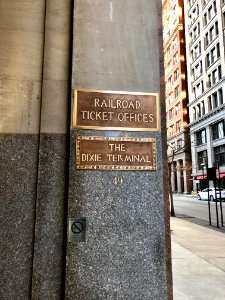 RAILROAD
TICKET OFFICES
THE
DIXIE TERMINAL
49